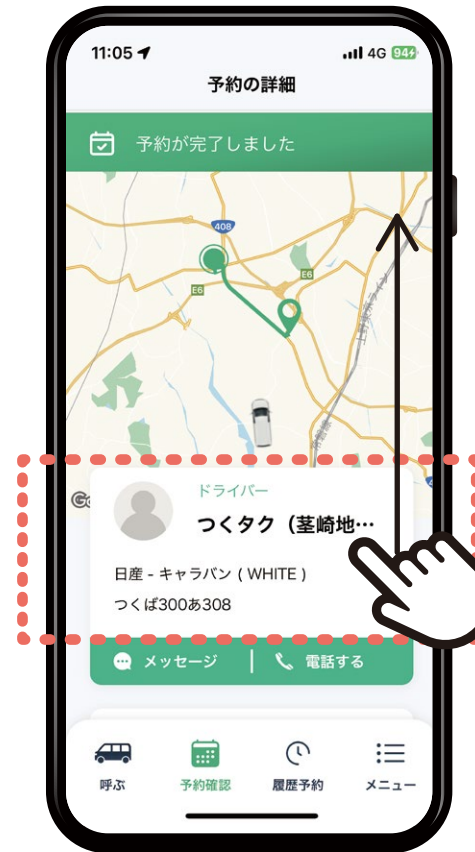 11:05 4G 94
予約の詳細
予約が完了しました
408
E6
E6
ドライバー
つくタク（茎崎地…
日産 - キャラバン ( WHITE )
つくば300あ308
メッセージ 電話する
呼ぶ 予約確認 履歴予約 メニュー